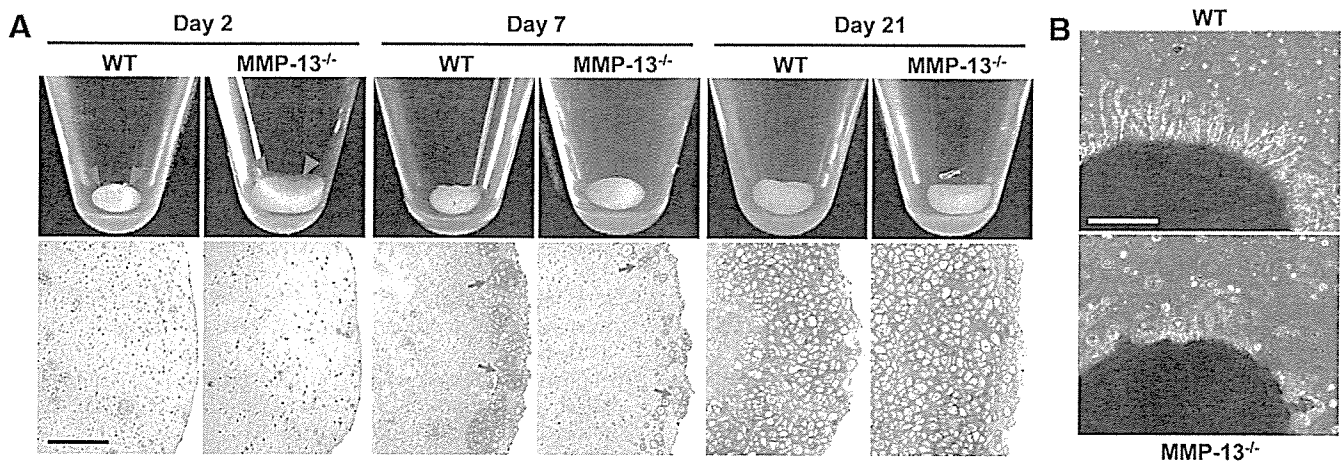 A
Day 2
Day 7
Day 21
B
WT
WT
MMP-13-/-
WT
MMP-13-/-
WT
MMP-13-/-
MMP-13-/-